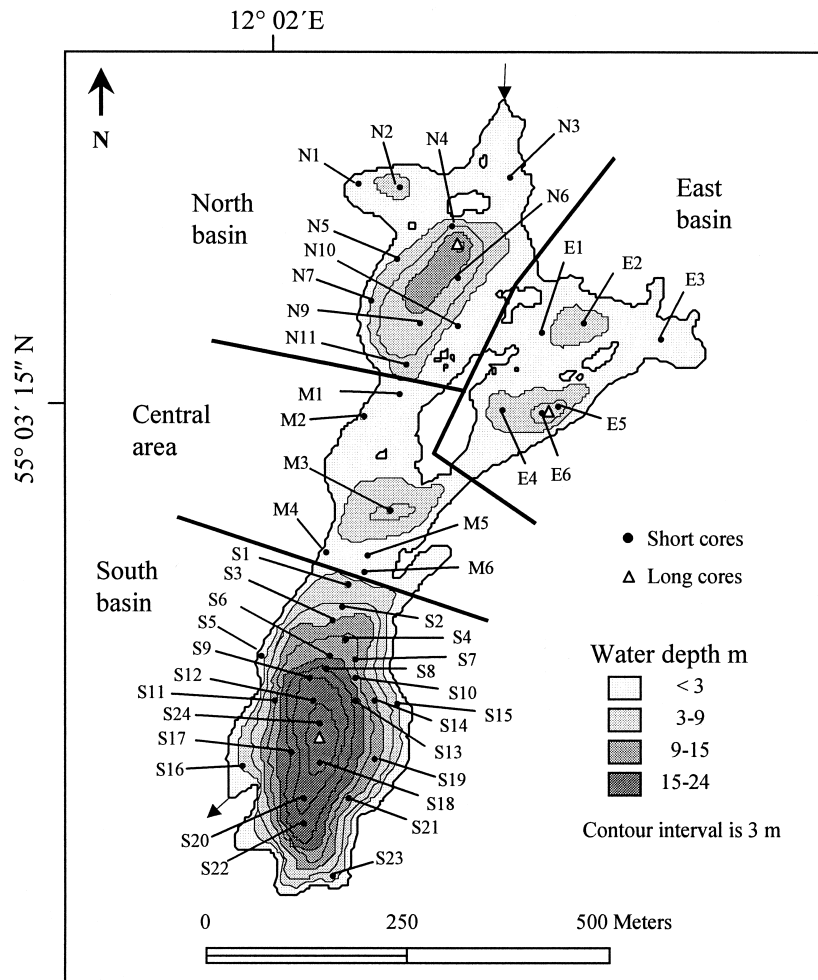 12° 02´E
N
55° 03´ 15˝ N
North
basin
East
basin
Central
area
South
basin
N1
N2
N4
N3
N6
N5
N10
N7
N9
N11
E1
E2
E3
E4
E6
E5
M1
M2
M3
M4
M5
M6
S1
S3
S2
S6
S4
S5
S7
S9
S8
S12
S10
S11
S14
S15
S24
S13
S17
S16
S19
S18
S20
S21
S22
S23
Short cores
Long cores
Water depth m
< 3
3-9
9-15
15-24
Contour interval is 3 m
0
250
500 Meters